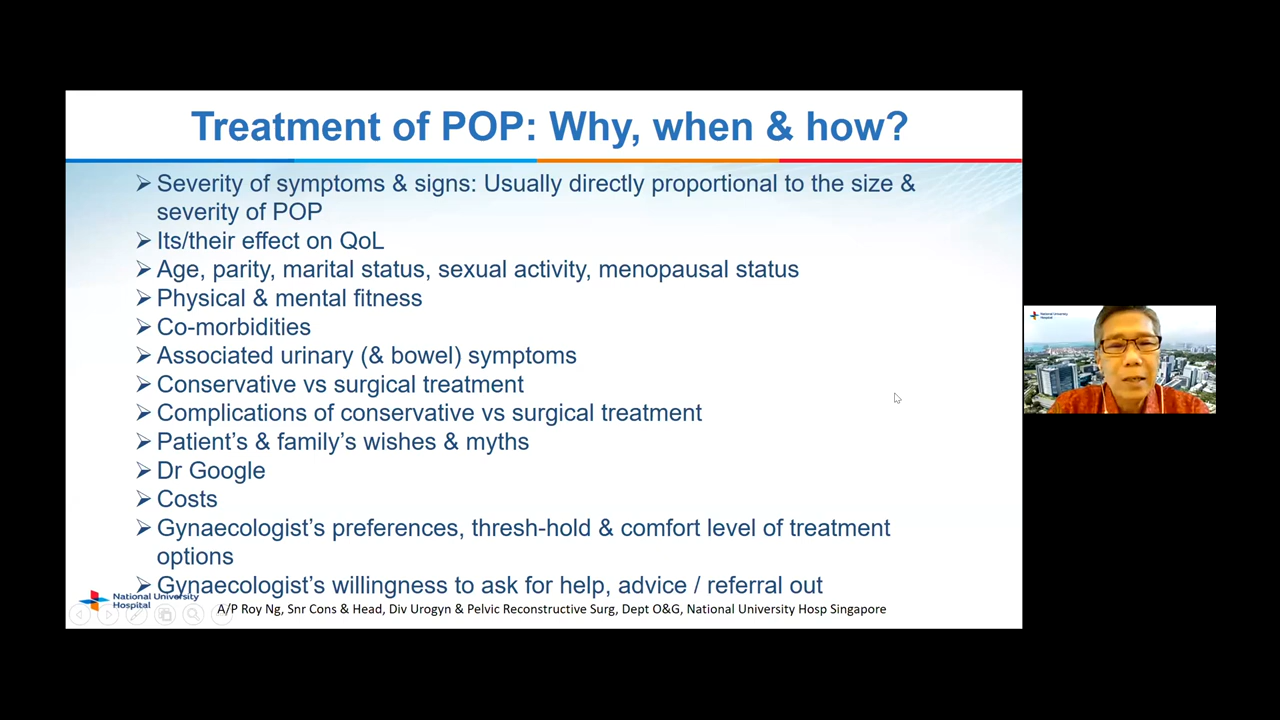 Treatment of POP: Why, when & how?
➢ Severity of symptoms & signs: Usually directly proportional to the size &
severity of POP
➢ Its/their effect on QoL
➢ Age, parity, marital status, sexual activity, menopausal status
➢ Physical & mental fitness
➢ Co-morbidities
➢ Associated urinary (& bowel) symptoms
➢ Conservative vs surgical treatment
➢ Complications of conservative vs surgical treatment
➢ Patient’s & family’s wishes & myths
➢ Dr Google
➢ Costs
➢ Gynaecologist’s preferences, thresh-hold & comfort level of treatment
options
➢ Gynaecologist’s willingness to ask for help, advice / referral out
National University
Hospital
A/P Roy Ng, Snr Cons & Head, Div Urogyn & Pelvic Reconstructive Surg, Dept O&G, National University Hosp Singapore
National University
Hospital